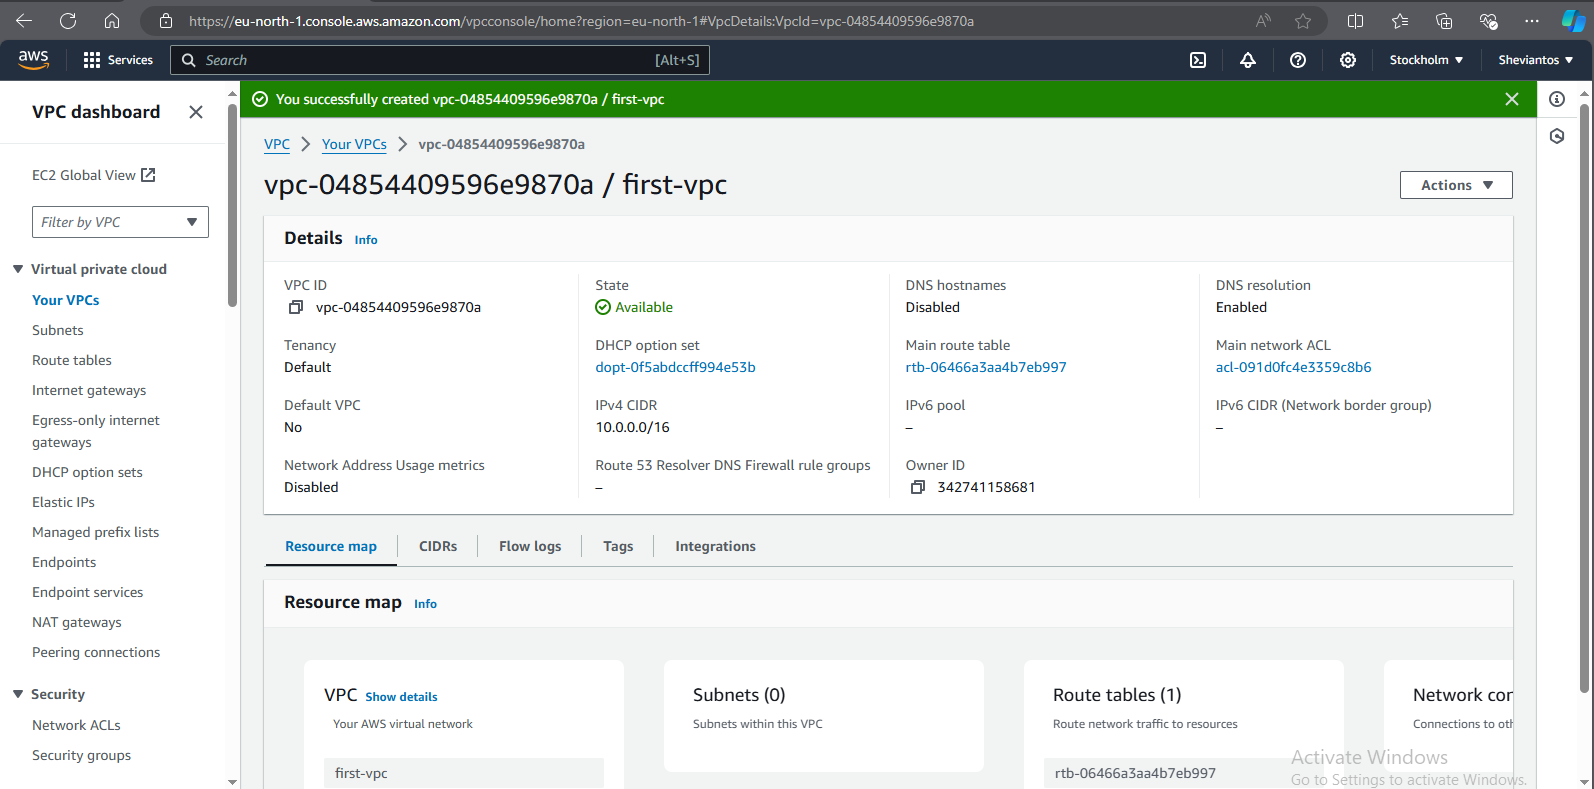 https://eu-north-1.console.aws.amazon.com/vpcconsole/home?region=eu-north-1#VpcDetails:VpcId=vpc-04854409596e9870a
aws
Services
Search
[Alt+S]
Stockholm
Sheviantos
VPC dashboard
EC2 Global View
Filter by VPC
Virtual private cloud
Your VPCs
Subnets
Route tables
Internet gateways
Egress-only internet
gateways
DHCP option sets
Elastic IPs
Managed prefix lists
Endpoints
Endpoint services
NAT gateways
Peering connections
Security
Network ACLs
Security groups
You successfully created vpc-04854409596e9870a / first-vpc
VPC
Your VPCs
vpc-04854409596e9870a
vpc-04854409596e9870a / first-vpc
Actions
Details Info
VPC ID
vpc-04854409596e9870a
State
Available
DNS hostnames
Disabled
DNS resolution
Enabled
Tenancy
Default
DHCP option set
dopt-0f5abdccff994e53b
Main route table
rtb-06466a3aa4b7eb997
Main network ACL
acl-091d0fc4e3359c8b6
Default VPC
No
IPv4 CIDR
10.0.0.0/16
IPv6 pool
–
IPv6 CIDR (Network border group)
–
Network Address Usage metrics
Disabled
Route 53 Resolver DNS Firewall rule groups
–
Owner ID
342741158681
Resource map
CIDRs
Flow logs
Tags
Integrations
Resource map Info
VPC Show details
Your AWS virtual network
first-vpc
Subnets (0)
Subnets within this VPC
Route tables (1)
Route network traffic to resources
rtb-06466a3aa4b7eb997
Network cor
Connections to oth
Activate Windows
Go to Settings to activate Windows.